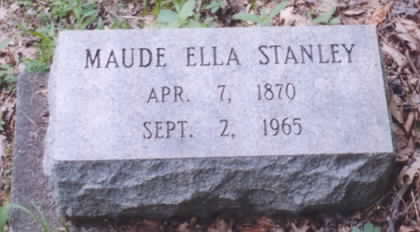 MAUDE ELLA STANLEY
APR. 7, 1870
SEPT. 2, 1965